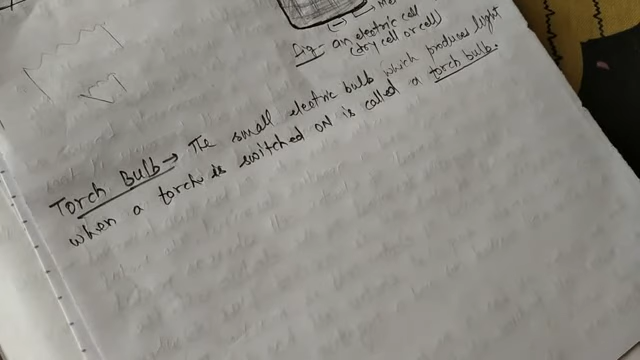 (-)
fig- an electric cell
(dry cell or cell)
Torch Bulb → The small electric bulb which produces light
when a torch is switched ON is called a torch bulb.